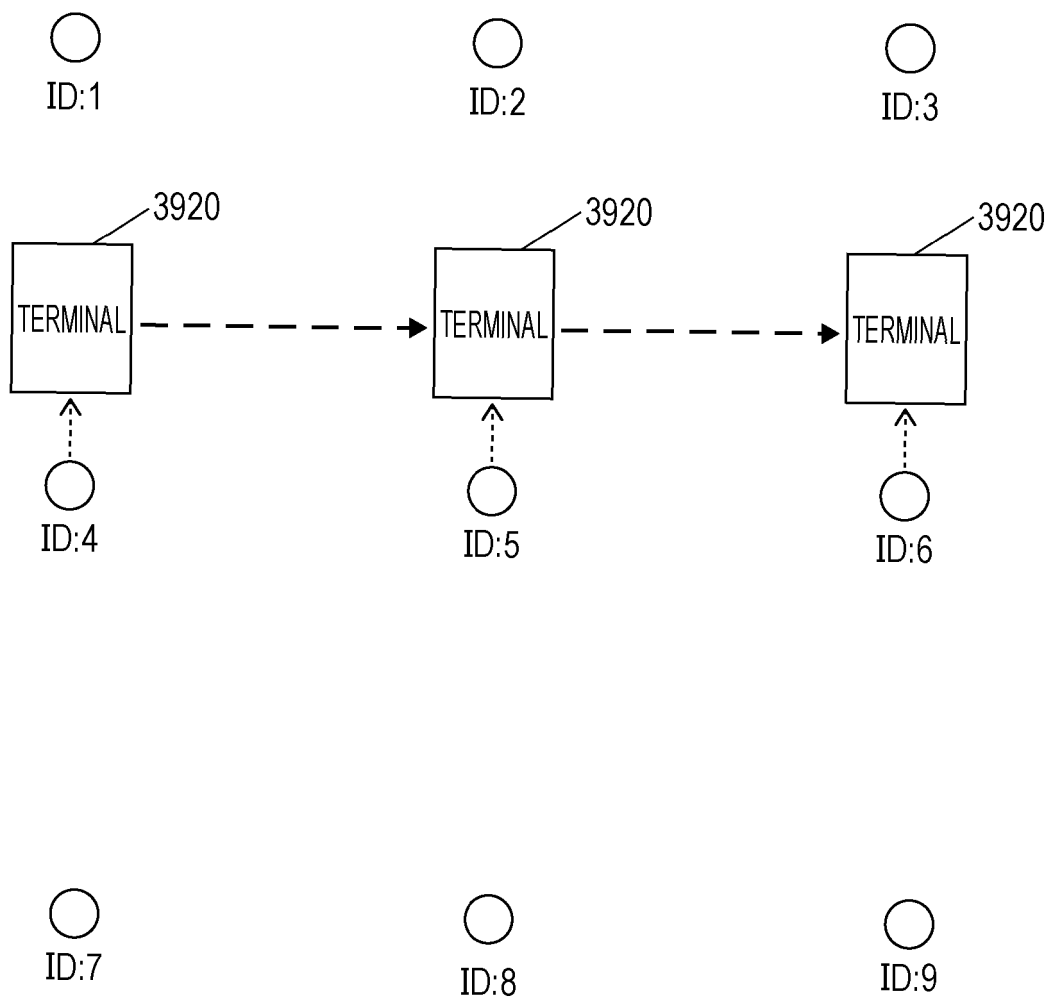 ID:1
ID:2
ID:3
3920
3920
3920
TERMINAL
TERMINAL
TERMINAL
ID:4
ID:5
ID:6
ID:7
ID:8
ID:9